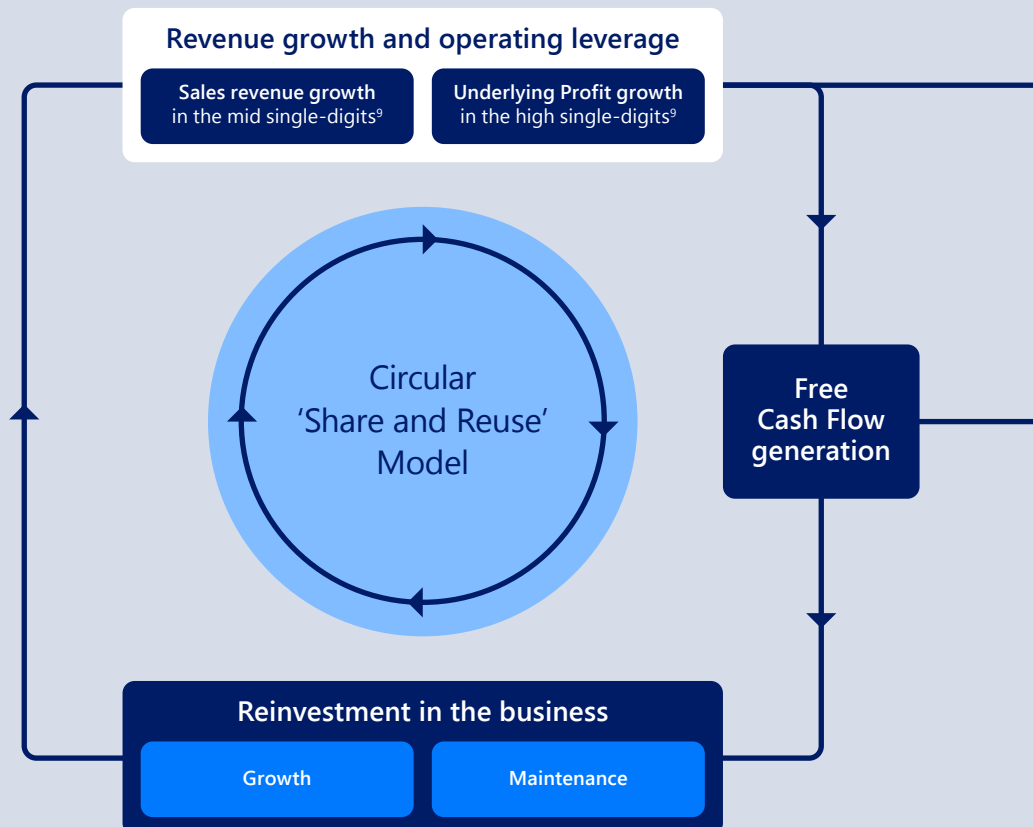 Revenue growth and operating leverage
Sales revenue growth
in the mid single-digits⁹
Underlying Profit growth
in the high single-digits⁹
Circular
‘Share and Reuse’
Model
Free
Cash Flow
generation
Reinvestment in the business
Growth
Maintenance